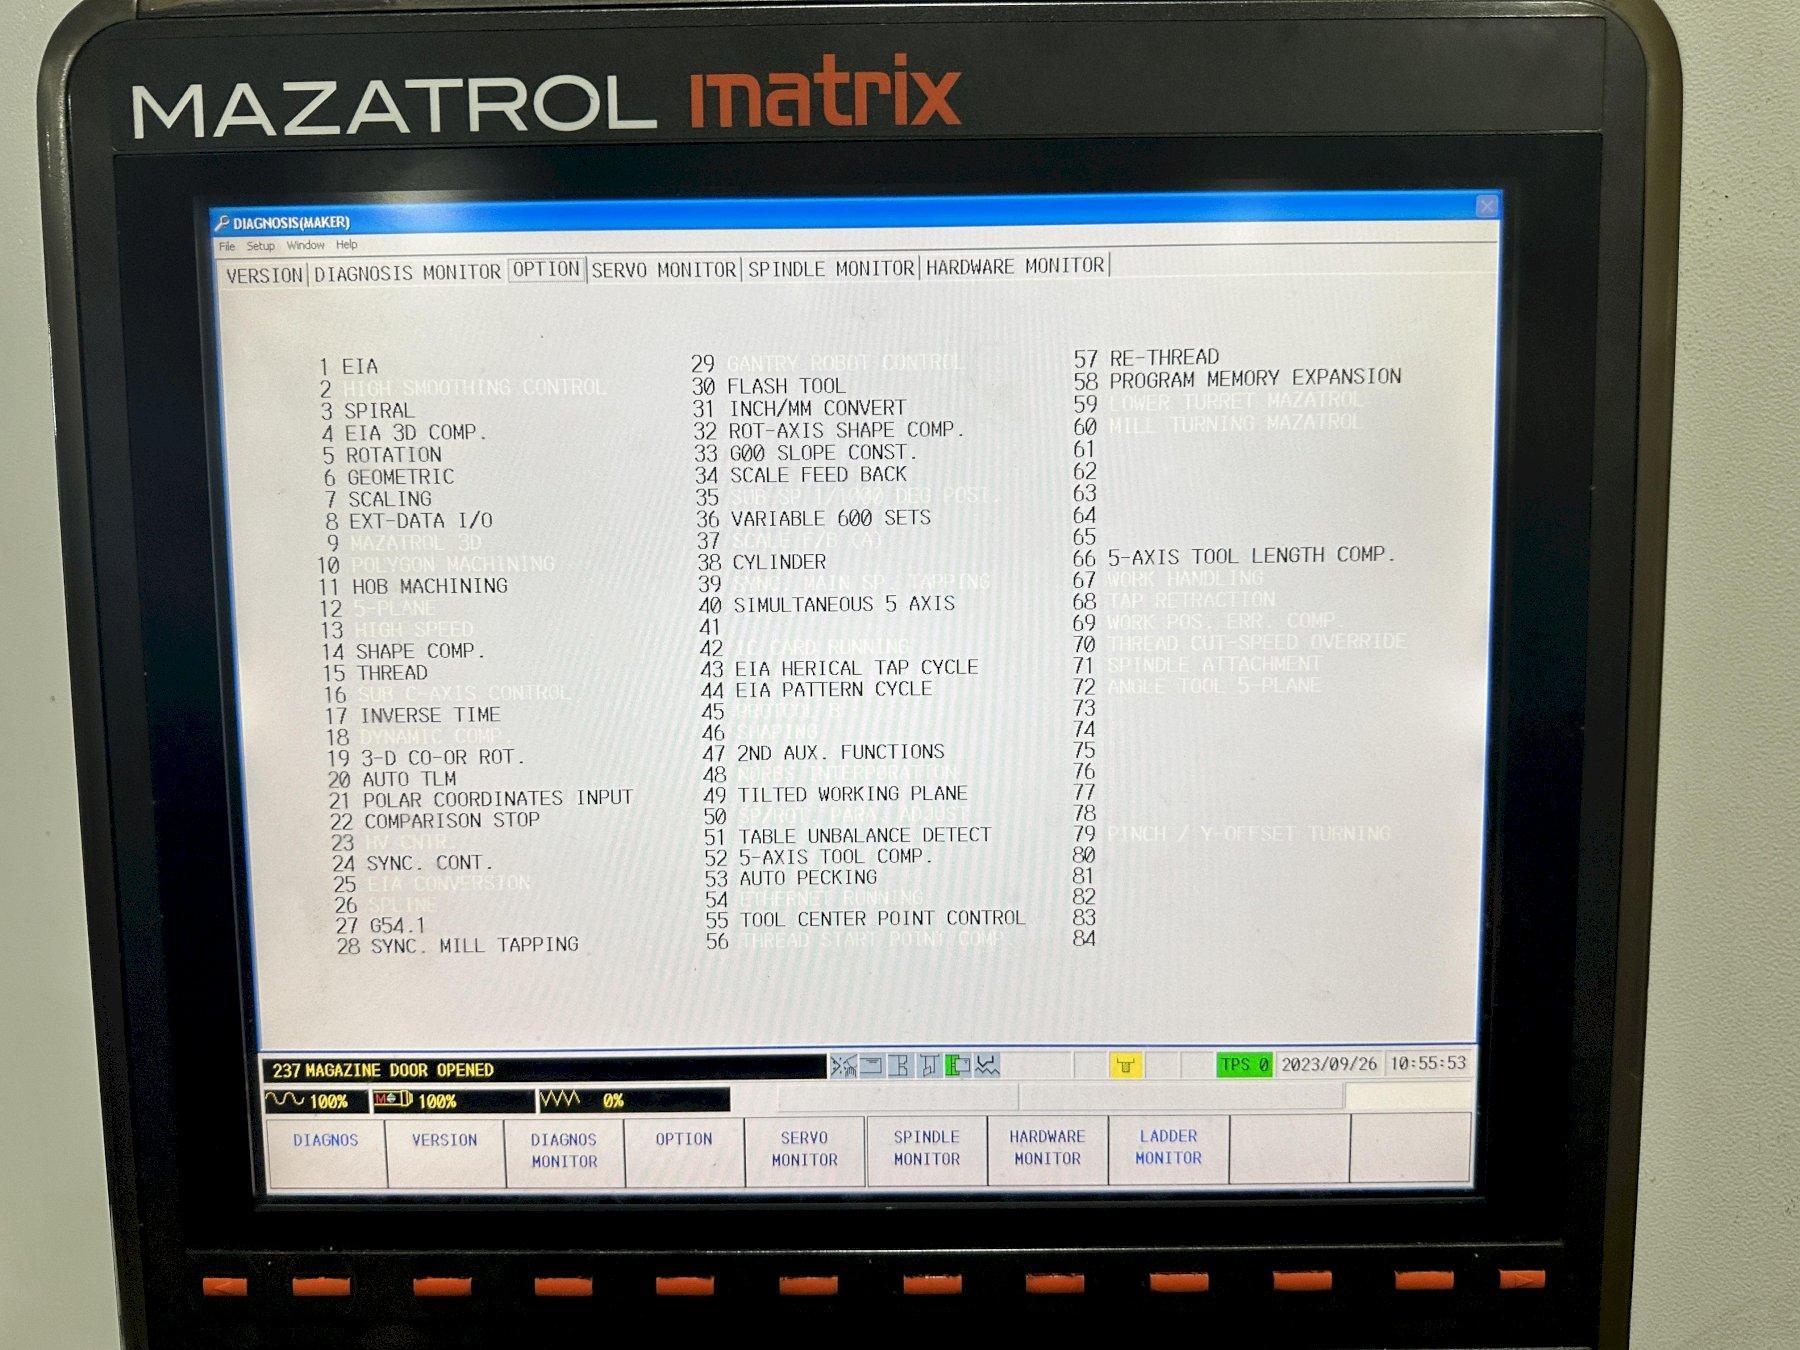 MAZATROL matrix
DIAGNOSIS(MAKER)
File Setup Window Help
VERSION DIAGNOSIS MONITOR OPTION SERVO MONITOR SPINDLE MONITOR HARDWARE MONITOR
1 EIA
2 HIGH SMOOTHING CONTROL
3 SPIRAL
4 EIA 3D COMP.
5 ROTATION
6 GEOMETRIC
7 SCALING
8 EXT-DATA I/O
9 MAZATROL 3D
10 POLYGON MACHINING
11 HOB MACHINING
12 5-PLANE
13 HIGH SPEED
14 SHAPE COMP.
15 THREAD
16 SUB C-AXIS CONTROL
17 INVERSE TIME
18 DYNAMIC COMP.
19 3-D CO-OR ROT.
20 AUTO TLM
21 POLAR COORDINATES INPUT
22 COMPARISON STOP
23 HV CNTR.
24 SYNC. CONT.
25 EIA CONVERSION
26 SPLINE
27 G54.1
28 SYNC. MILL TAPPING
29 GANTRY ROBOT CONTROL
30 FLASH TOOL
31 INCH/MM CONVERT
32 ROT-AXIS SHAPE COMP.
33 G00 SLOPE CONST.
34 SCALE FEED BACK
35 SUB SP 1/1000 DEG POST.
36 VARIABLE 600 SETS
37 SCALE F/B (A)
38 CYLINDER
39 SYNC. MAIN SP. TAPPING
40 SIMULTANEOUS 5 AXIS
41
42 IC CARD RUNNING
43 EIA HERICAL TAP CYCLE
44 EIA PATTERN CYCLE
45 PROTCOL B
46 SHAPING
47 2ND AUX. FUNCTIONS
48 NURBS INTERPORATION
49 TILTED WORKING PLANE
50 SP/ROT. PARA. ADJUST
51 TABLE UNBALANCE DETECT
52 5-AXIS TOOL COMP.
53 AUTO PECKING
54 ETHERNET RUNNING
55 TOOL CENTER POINT CONTROL
56 THREAD START POINT COMP
57 RE-THREAD
58 PROGRAM MEMORY EXPANSION
59 LOWER TURRET MAZATROL
60 MILL TURNING MAZATROL
61
62
63
64
65
66 5-AXIS TOOL LENGTH COMP.
67 WORK HANDLING
68 TAP RETRACTION
69 WORK POS. ERR. COMP.
70 THREAD CUT-SPEED OVERRIDE
71 SPINDLE ATTACHMENT
72 ANGLE TOOL 5-PLANE
73
74
75
76
77
78
79 PINCH / Y-OFFSET TURNING
80
81
82
83
84
237 MAGAZINE DOOR OPENED
TPS 0 2023/09/26 10:55:53
100% M 100% 0%
DIAGNOS VERSION DIAGNOS MONITOR OPTION SERVO MONITOR SPINDLE MONITOR HARDWARE MONITOR LADDER MONITOR